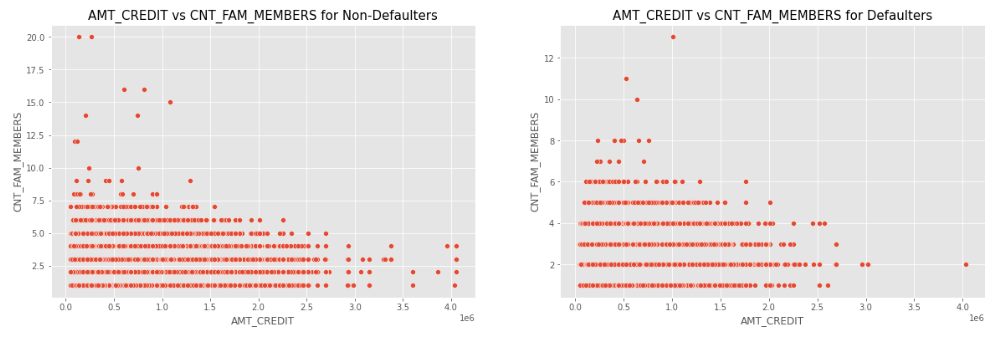 AMT_CREDIT vs CNT_FAM_MEMBERS for Non-Defaulters
20.0
17.5
15.0
12.5
10.0
7.5
5.0
2.5
CNT_FAM_MEMBERS
0.0 0.5 1.0 1.5 2.0 2.5 3.0 3.5 4.0
1e6
AMT_CREDIT
AMT_CREDIT vs CNT_FAM_MEMBERS for Defaulters
12
10
8
6
4
2
CNT_FAM_MEMBERS
0.0 0.5 1.0 1.5 2.0 2.5 3.0 3.5 4.0
1e6
AMT_CREDIT